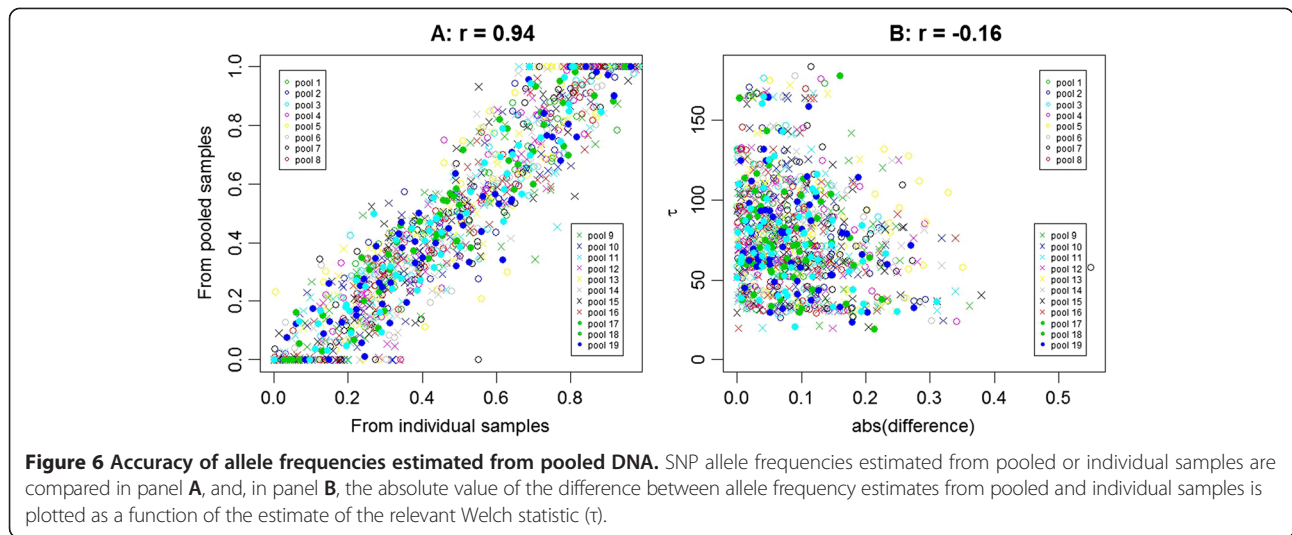 A: r = 0.94
From pooled samples
1.0
0.8
0.6
0.4
0.2
0.0
pool 1
pool 2
pool 3
pool 4
pool 5
pool 6
pool 7
pool 8
pool 9
pool 10
pool 11
pool 12
pool 13
pool 14
pool 15
pool 16
pool 17
pool 18
pool 19
0.0 0.2 0.4 0.6 0.8
From individual samples
B: r = -0.16
τ
150
100
50
0
pool 1
pool 2
pool 3
pool 4
pool 5
pool 6
pool 7
pool 8
pool 9
pool 10
pool 11
pool 12
pool 13
pool 14
pool 15
pool 16
pool 17
pool 18
pool 19
0.0 0.1 0.2 0.3 0.4 0.5
abs(difference)
Figure 6 Accuracy of allele frequencies estimated from pooled DNA. SNP allele frequencies estimated from pooled or individual samples are
compared in panel A, and, in panel B, the absolute value of the difference between allele frequency estimates from pooled and individual samples is
plotted as a function of the estimate of the relevant Welch statistic (τ).